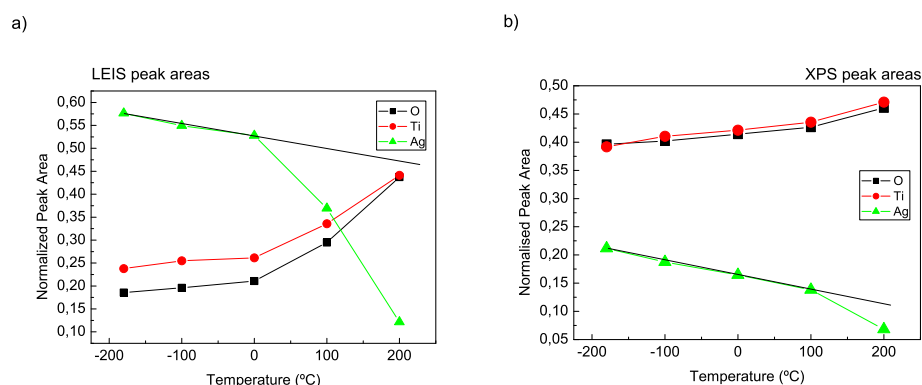 a)
LEIS peak areas
0,60
0,55
0,50
0,45
0,40
0,35
0,30
0,25
0,20
0,15
0,10
Normalized Peak Area
O
Ti
Ag
-200 -100 0 100 200
Temperature (ºC)
b)
XPS peak areas
0,50
0,45
0,40
0,35
0,30
0,25
0,20
0,15
0,10
0,05
0,00
Normalised Peak Area
O
Ti
Ag
-200 -100 0 100 200
Temperature (ºC)